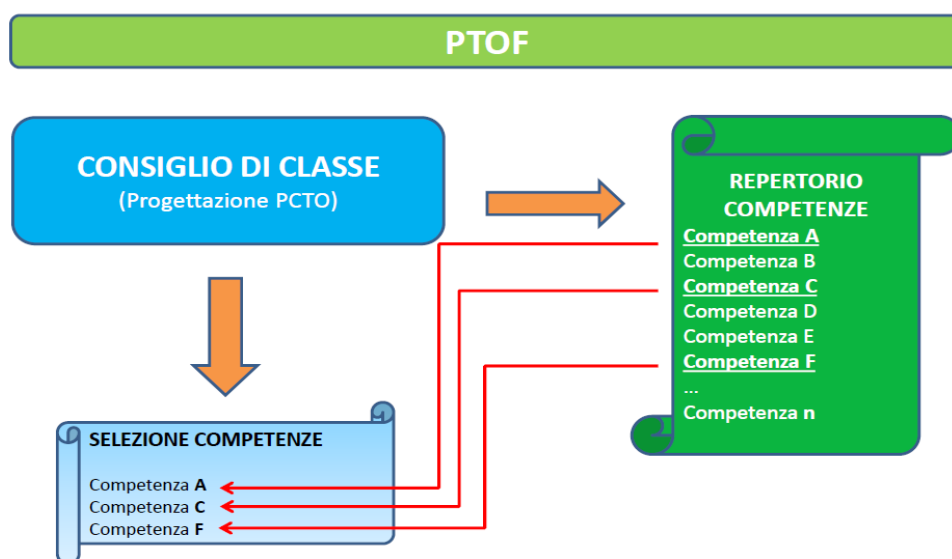 PTOF
CONSIGLIO DI CLASSE
(Progettazione PCTO)
REPERTORIO
COMPETENZE
Competenza A
Competenza B
Competenza C
Competenza D
Competenza E
Competenza F
...
Competenza n
SELEZIONE COMPETENZE
Competenza A
Competenza C
Competenza F